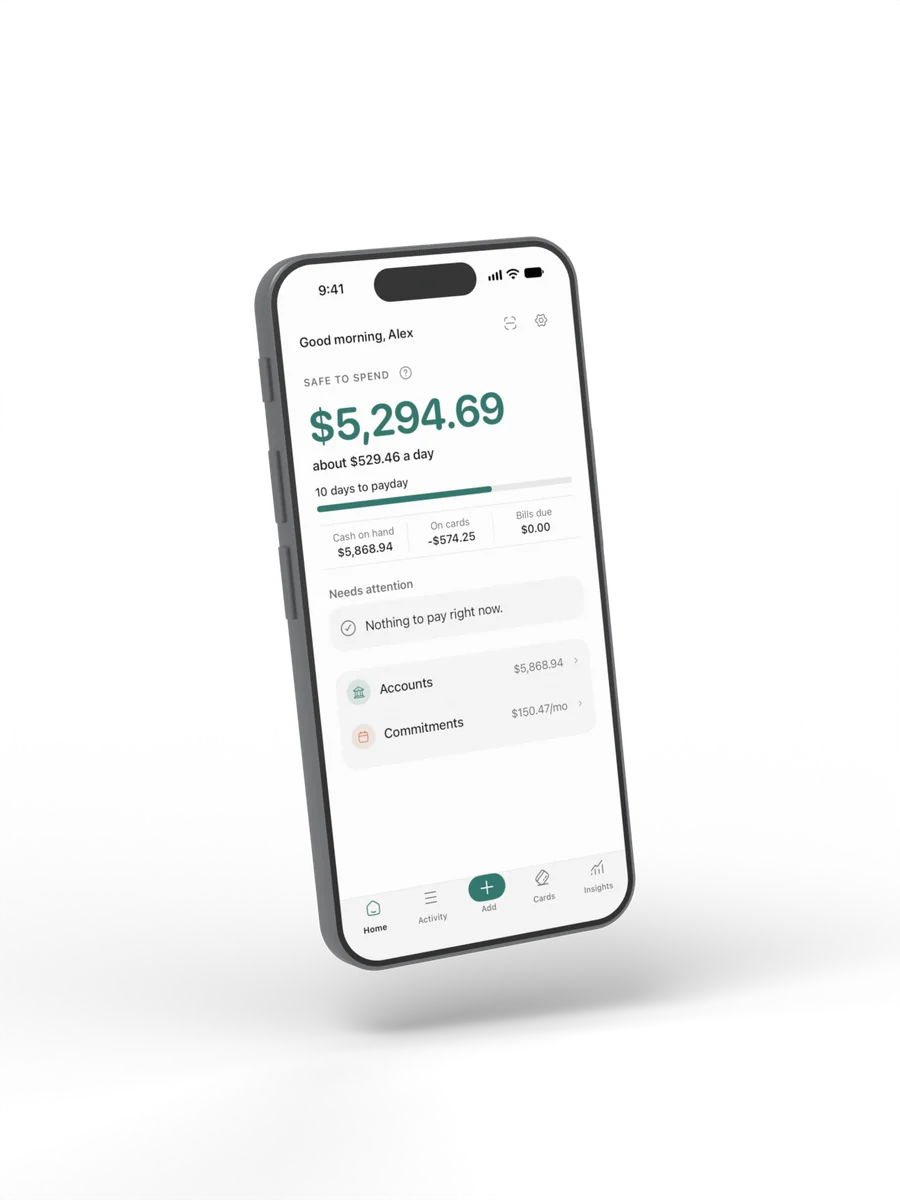 9:41
Good morning, Alex
SAFE TO SPEND ?
$5,294.69
about $529.46 a day
10 days to payday
Cash on hand On cards Bills due
$5,868.94 -$574.25 $0.00
Needs attention
Nothing to pay right now.
Accounts $5,868.94
Commitments $150.47/mo
Home Activity Add Cards Insights